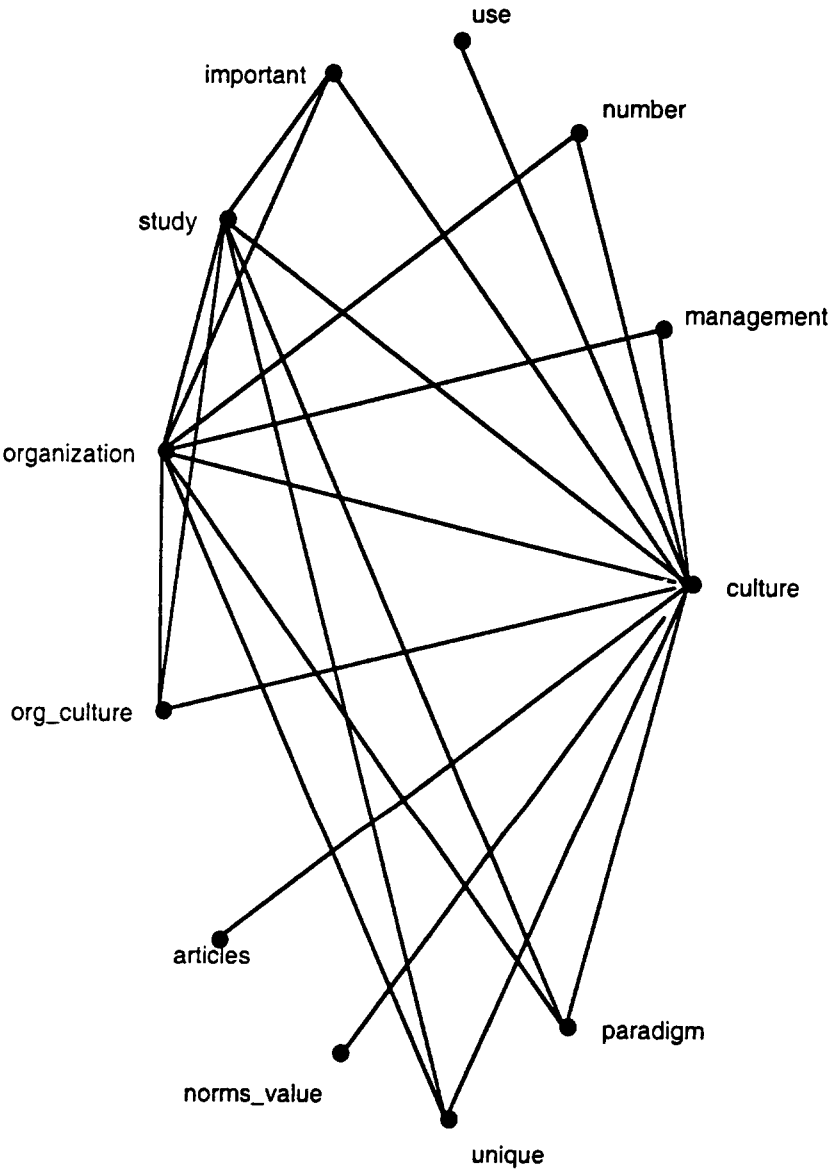 use
important
number
study
management
organization
culture
org_culture
articles
paradigm
norms_value
unique